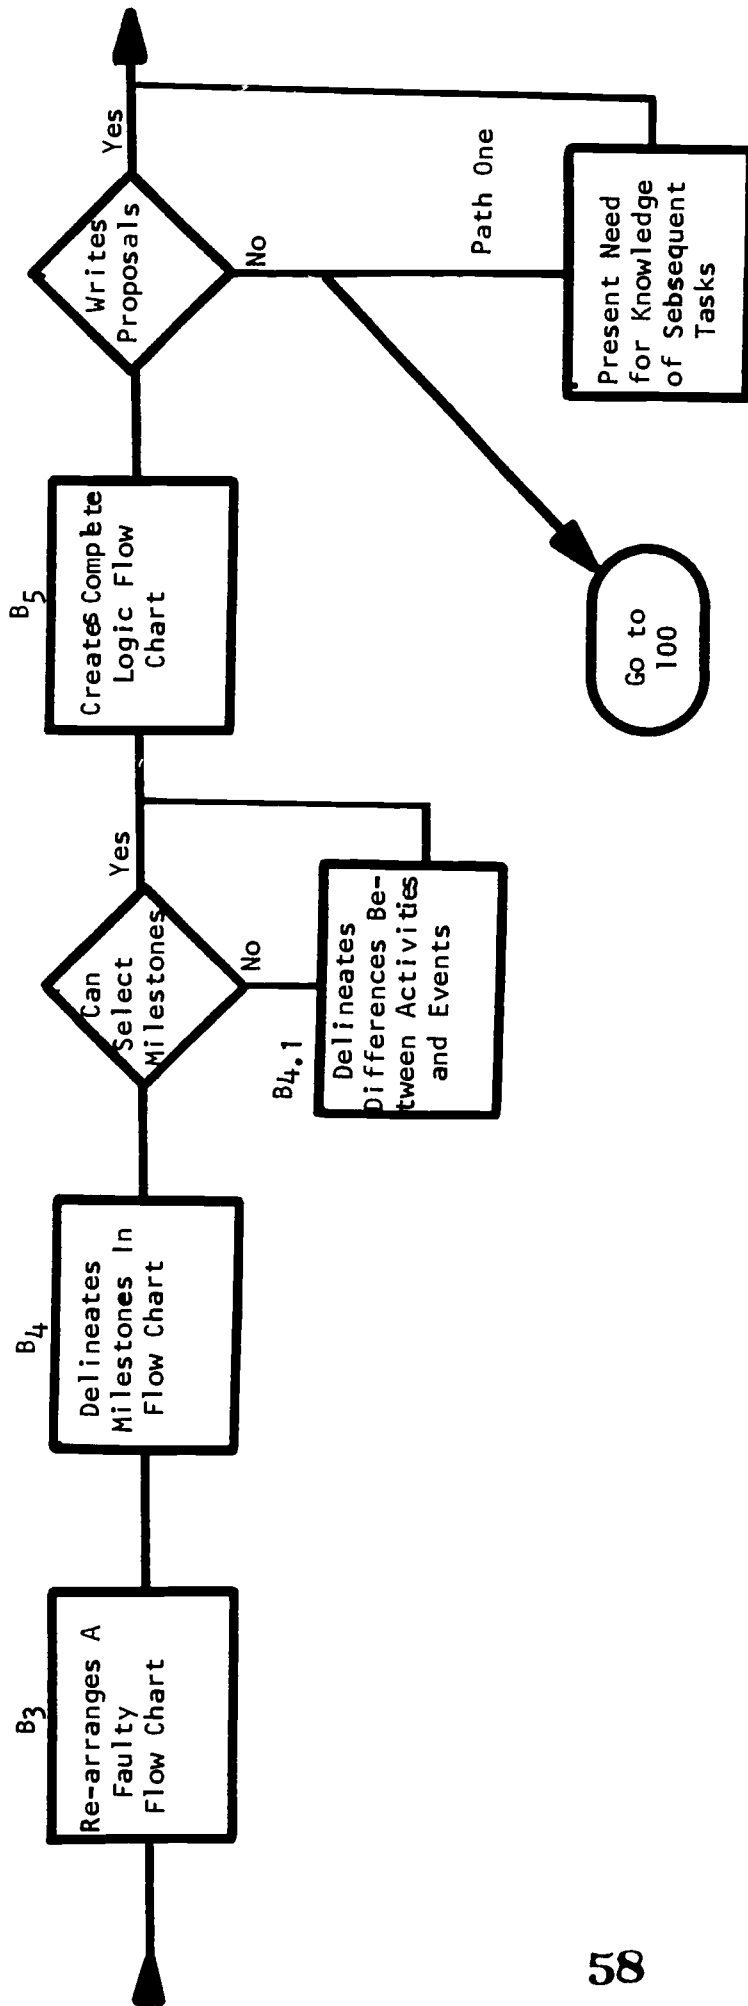 B3
Re-arranges A
Faulty
Flow Chart
B4
Delineates
Milestones In
Flow Chart
Can
Select
Milestones
Yes
No
B4.1
Delineates
Differences Be-
tween Activities
and Events
B5
Creates Complete
Logic Flow
Chart
Writes
Proposals
Yes
No
Path One
Present Need
for Knowledge
of Sebsequent
Tasks
Go to
100
58